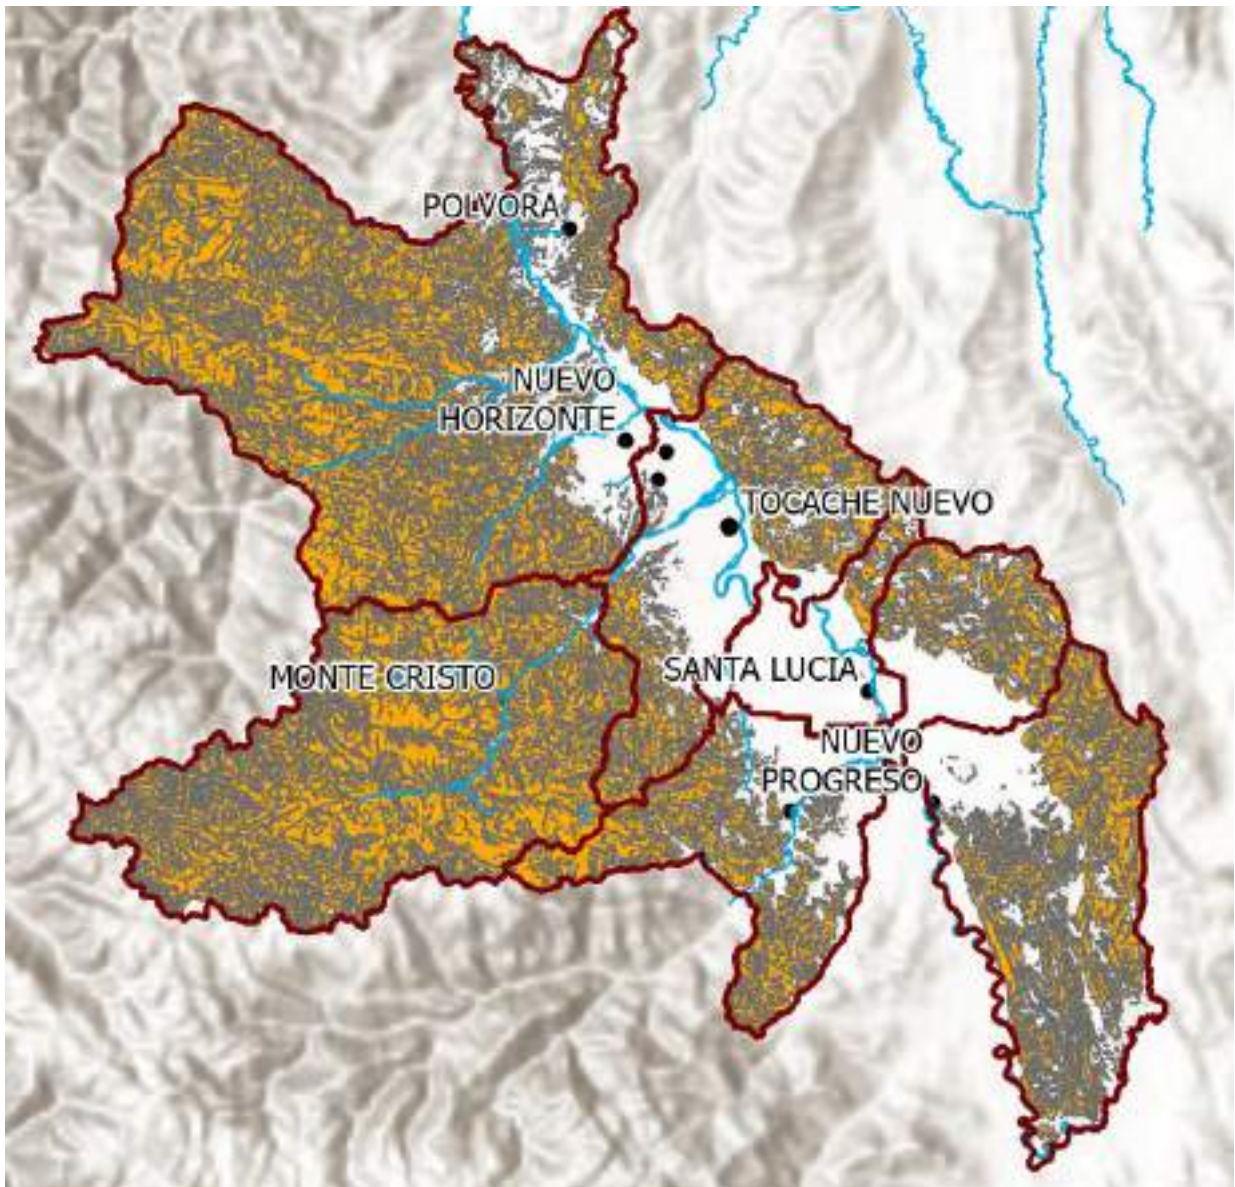 POLVORA
NUEVO
HORIZONTE
TOCACHE NUEVO
SANTA LUCIA
MONTE CRISTO
NUEVO
PROGRESO